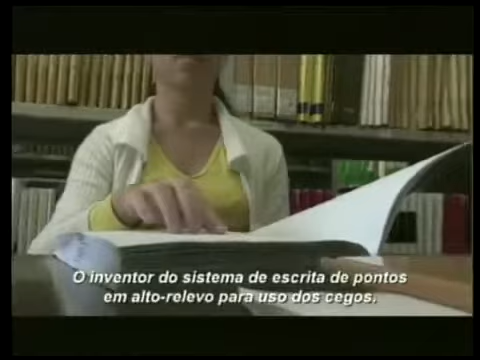 O inventor do sistema de escrita de pontos
em alto-relevo para uso dos cegos.